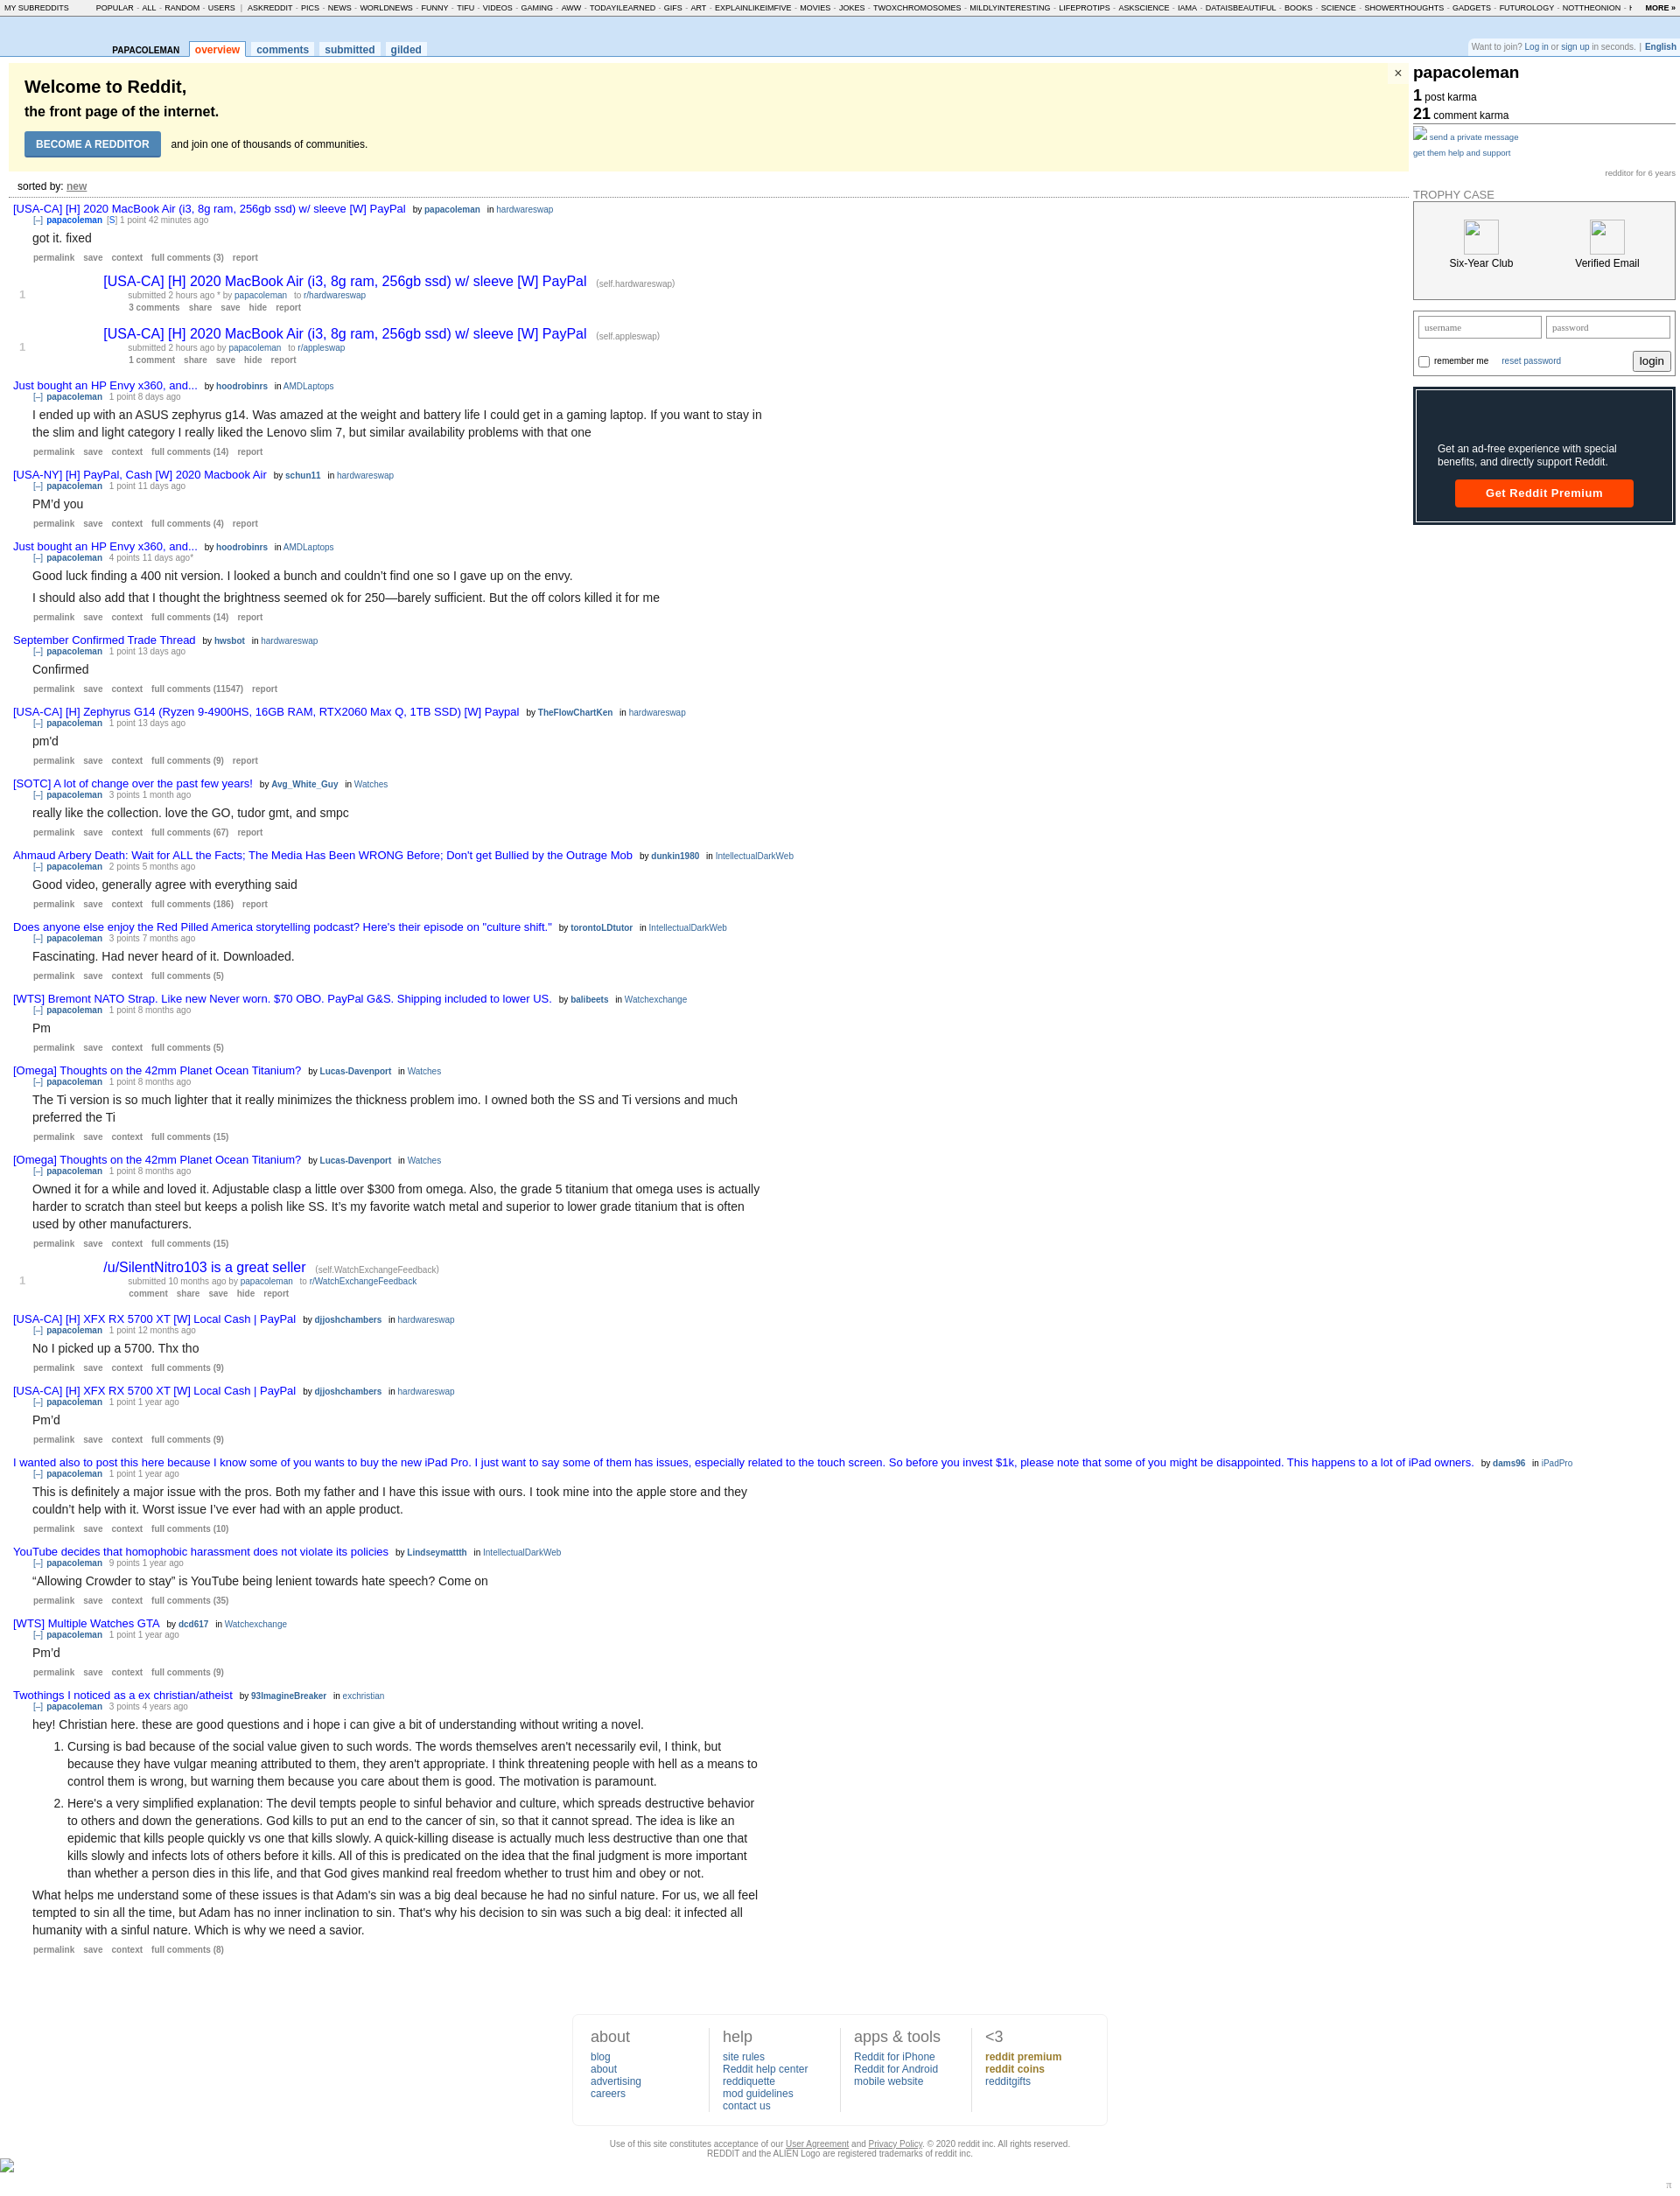 MY SUBREDDITS POPULAR - ALL - RANDOM - USERS | ASKREDDIT - PICS - NEWS - WORLDNEWS - FUNNY - TIFU - VIDEOS - GAMING - AWW - TODAYILEARNED - GIFS - ART - EXPLAINLIKEIMFIVE - MOVIES - JOKES - TWOXCHROMOSOMES - MILDLYINTERESTING - LIFEPROTIPS - ASKSCIENCE - IAMA - DATAISBEAUTIFUL - BOOKS - SCIENCE - SHOWERTHOUGHTS - GADGETS - FUTUROLOGY - NOTTHEONION - MORE »
PAPACOLEMAN overview comments submitted gilded
Want to join? Log in or sign up in seconds. | English
Welcome to Reddit,
the front page of the internet.
BECOME A REDDITOR and join one of thousands of communities.
×
sorted by: new
[USA-CA] [H] 2020 MacBook Air (i3, 8g ram, 256gb ssd) w/ sleeve [W] PayPal by papacoleman in hardwareswap
[–] papacoleman [S] 1 point 42 minutes ago
got it. fixed
permalink save context full comments (3) report
1
[USA-CA] [H] 2020 MacBook Air (i3, 8g ram, 256gb ssd) w/ sleeve [W] PayPal (self.hardwareswap)
submitted 2 hours ago * by papacoleman to r/hardwareswap
3 comments share save hide report
1
[USA-CA] [H] 2020 MacBook Air (i3, 8g ram, 256gb ssd) w/ sleeve [W] PayPal (self.appleswap)
submitted 2 hours ago by papacoleman to r/appleswap
1 comment share save hide report
Just bought an HP Envy x360, and... by hoodrobinrs in AMDLaptops
[–] papacoleman 1 point 8 days ago
I ended up with an ASUS zephyrus g14. Was amazed at the weight and battery life I could get in a gaming laptop. If you want to stay in
the slim and light category I really liked the Lenovo slim 7, but similar availability problems with that one
permalink save context full comments (14) report
[USA-NY] [H] PayPal, Cash [W] 2020 Macbook Air by schun11 in hardwareswap
[–] papacoleman 1 point 11 days ago
PM'd you
permalink save context full comments (4) report
Just bought an HP Envy x360, and... by hoodrobinrs in AMDLaptops
[–] papacoleman 4 points 11 days ago*
Good luck finding a 400 nit version. I looked a bunch and couldn't find one so I gave up on the envy.
I should also add that I thought the brightness seemed ok for 250—barely sufficient. But the off colors killed it for me
permalink save context full comments (14) report
September Confirmed Trade Thread by hwsbot in hardwareswap
[–] papacoleman 1 point 13 days ago
Confirmed
permalink save context full comments (11547) report
[USA-CA] [H] Zephyrus G14 (Ryzen 9-4900HS, 16GB RAM, RTX2060 Max Q, 1TB SSD) [W] Paypal by TheFlowChartKen in hardwareswap
[–] papacoleman 1 point 13 days ago
pm'd
permalink save context full comments (9) report
[SOTC] A lot of change over the past few years! by Avg_White_Guy in Watches
[–] papacoleman 3 points 1 month ago
really like the collection. love the GO, tudor gmt, and smpc
permalink save context full comments (67) report
Ahmaud Arbery Death: Wait for ALL the Facts; The Media Has Been WRONG Before; Don't get Bullied by the Outrage Mob by dunkin1980 in IntellectualDarkWeb
[–] papacoleman 2 points 5 months ago
Good video, generally agree with everything said
permalink save context full comments (186) report
Does anyone else enjoy the Red Pilled America storytelling podcast? Here's their episode on "culture shift." by torontoLDtutor in IntellectualDarkWeb
[–] papacoleman 3 points 7 months ago
Fascinating. Had never heard of it. Downloaded.
permalink save context full comments (5)
[WTS] Bremont NATO Strap. Like new Never worn. $70 OBO. PayPal G&S. Shipping included to lower US. by balibeets in Watchexchange
[–] papacoleman 1 point 8 months ago
Pm
permalink save context full comments (5)
[Omega] Thoughts on the 42mm Planet Ocean Titanium? by Lucas-Davenport in Watches
[–] papacoleman 1 point 8 months ago
The Ti version is so much lighter that it really minimizes the thickness problem imo. I owned both the SS and Ti versions and much
preferred the Ti
permalink save context full comments (15)
[Omega] Thoughts on the 42mm Planet Ocean Titanium? by Lucas-Davenport in Watches
[–] papacoleman 1 point 8 months ago
Owned it for a while and loved it. Adjustable clasp a little over $300 from omega. Also, the grade 5 titanium that omega uses is actually
harder to scratch than steel but keeps a polish like SS. It's my favorite watch metal and superior to lower grade titanium that is often
used by other manufacturers.
permalink save context full comments (15)
1
/u/SilentNitro103 is a great seller (self.WatchExchangeFeedback)
submitted 10 months ago by papacoleman to r/WatchExchangeFeedback
comment share save hide report
[USA-CA] [H] XFX RX 5700 XT [W] Local Cash | PayPal by djjoshchambers in hardwareswap
[–] papacoleman 1 point 12 months ago
No I picked up a 5700. Thx tho
permalink save context full comments (9)
[USA-CA] [H] XFX RX 5700 XT [W] Local Cash | PayPal by djjoshchambers in hardwareswap
[–] papacoleman 1 point 1 year ago
Pm'd
permalink save context full comments (9)
I wanted also to post this here because I know some of you wants to buy the new iPad Pro. I just want to say some of them has issues, especially related to the touch screen. So before you invest $1k, please note that some of you might be disappointed. This happens to a lot of iPad owners. by dams96 in iPadPro
[–] papacoleman 1 point 1 year ago
This is definitely a major issue with the pros. Both my father and I have this issue with ours. I took mine into the apple store and they
couldn't help with it. Worst issue I've ever had with an apple product.
permalink save context full comments (10)
YouTube decides that homophobic harassment does not violate its policies by Lindseymattth in IntellectualDarkWeb
[–] papacoleman 9 points 1 year ago
“Allowing Crowder to stay” is YouTube being lenient towards hate speech? Come on
permalink save context full comments (35)
[WTS] Multiple Watches GTA by dcd617 in Watchexchange
[–] papacoleman 1 point 1 year ago
Pm'd
permalink save context full comments (9)
Twothings I noticed as a ex christian/atheist by 93ImagineBreaker in exchristian
[–] papacoleman 3 points 4 years ago
hey! Christian here. these are good questions and i hope i can give a bit of understanding without writing a novel.
1. Cursing is bad because of the social value given to such words. The words themselves aren't necessarily evil, I think, but
because they have vulgar meaning attributed to them, they aren't appropriate. I think threatening people with hell as a means to
control them is wrong, but warning them because you care about them is good. The motivation is paramount.
2. Here's a very simplified explanation: The devil tempts people to sinful behavior and culture, which spreads destructive behavior
to others and down the generations. God kills to put an end to the cancer of sin, so that it cannot spread. The idea is like an
epidemic that kills people quickly vs one that kills slowly. A quick-killing disease is actually much less destructive than one that
kills slowly and infects lots of others before it kills. All of this is predicated on the idea that the final judgment is more important
than whether a person dies in this life, and that God gives mankind real freedom whether to trust him and obey or not.
What helps me understand some of these issues is that Adam's sin was a big deal because he had no sinful nature. For us, we all feel
tempted to sin all the time, but Adam has no inner inclination to sin. That's why his decision to sin was such a big deal: it infected all
humanity with a sinful nature. Which is why we need a savior.
permalink save context full comments (8)
papacoleman
1 post karma
21 comment karma
send a private message
get them help and support
redditor for 6 years
TROPHY CASE
Six-Year Club Verified Email
username password
remember me reset password login
Get an ad-free experience with special
benefits, and directly support Reddit.
Get Reddit Premium
about
blog
about
advertising
careers
help
site rules
Reddit help center
reddiquette
mod guidelines
contact us
apps & tools
Reddit for iPhone
Reddit for Android
mobile website
<3
reddit premium
reddit coins
redditgifts
Use of this site constitutes acceptance of our User Agreement and Privacy Policy. © 2020 reddit inc. All rights reserved.
REDDIT and the ALIEN Logo are registered trademarks of reddit inc.
π